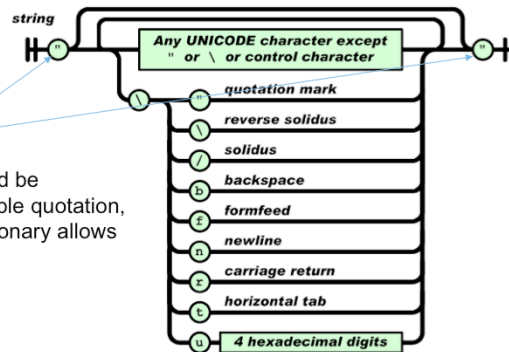 string
" Any UNICODE character except "
" or \ or control character
\ " quotation mark
\ reverse solidus
/ solidus
b backspace
f formfeed
n newline
r carriage return
t horizontal tab
u 4 hexadecimal digits
d be
ble quotation,
onary allows